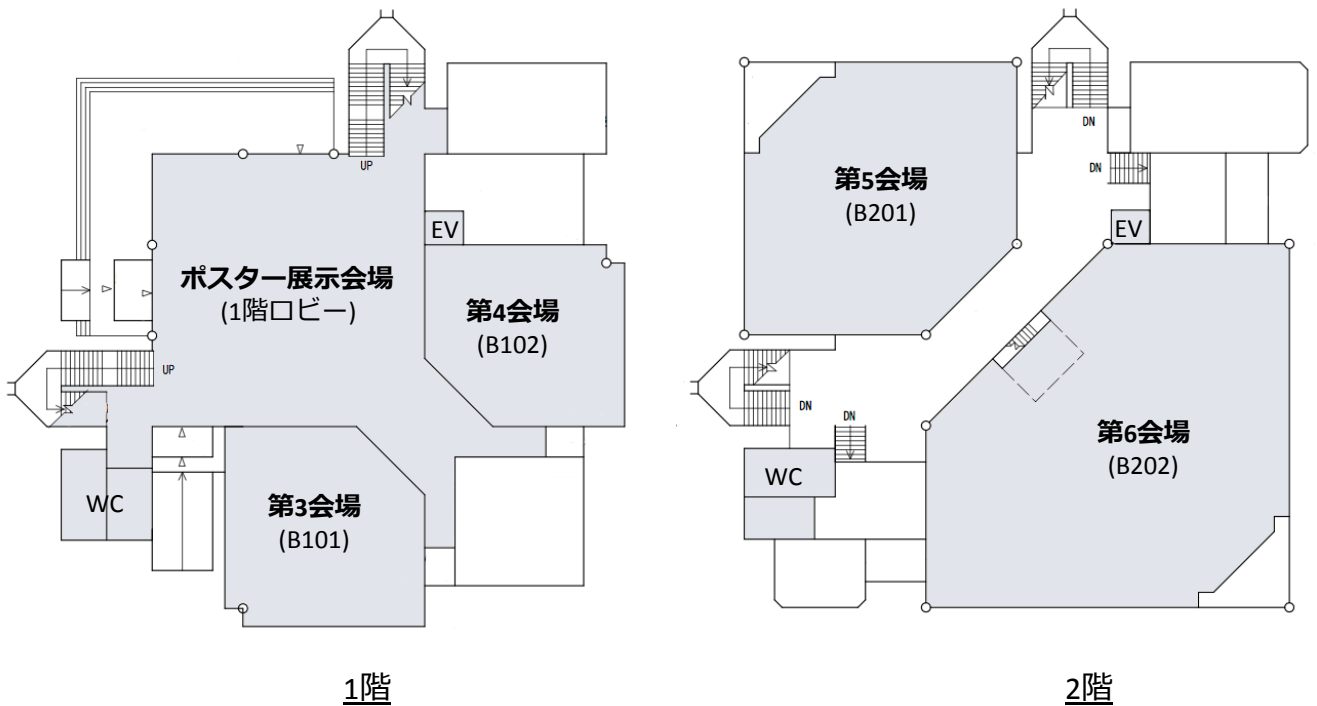 UP
EV
ポスター展示会場
(1階ロビー)
第4会場
(B102)
UP
第3会場
(B101)
WC
1階
DN
DN
第5会場
(B201)
EV
DN
DN
第6会場
(B202)
WC
2階